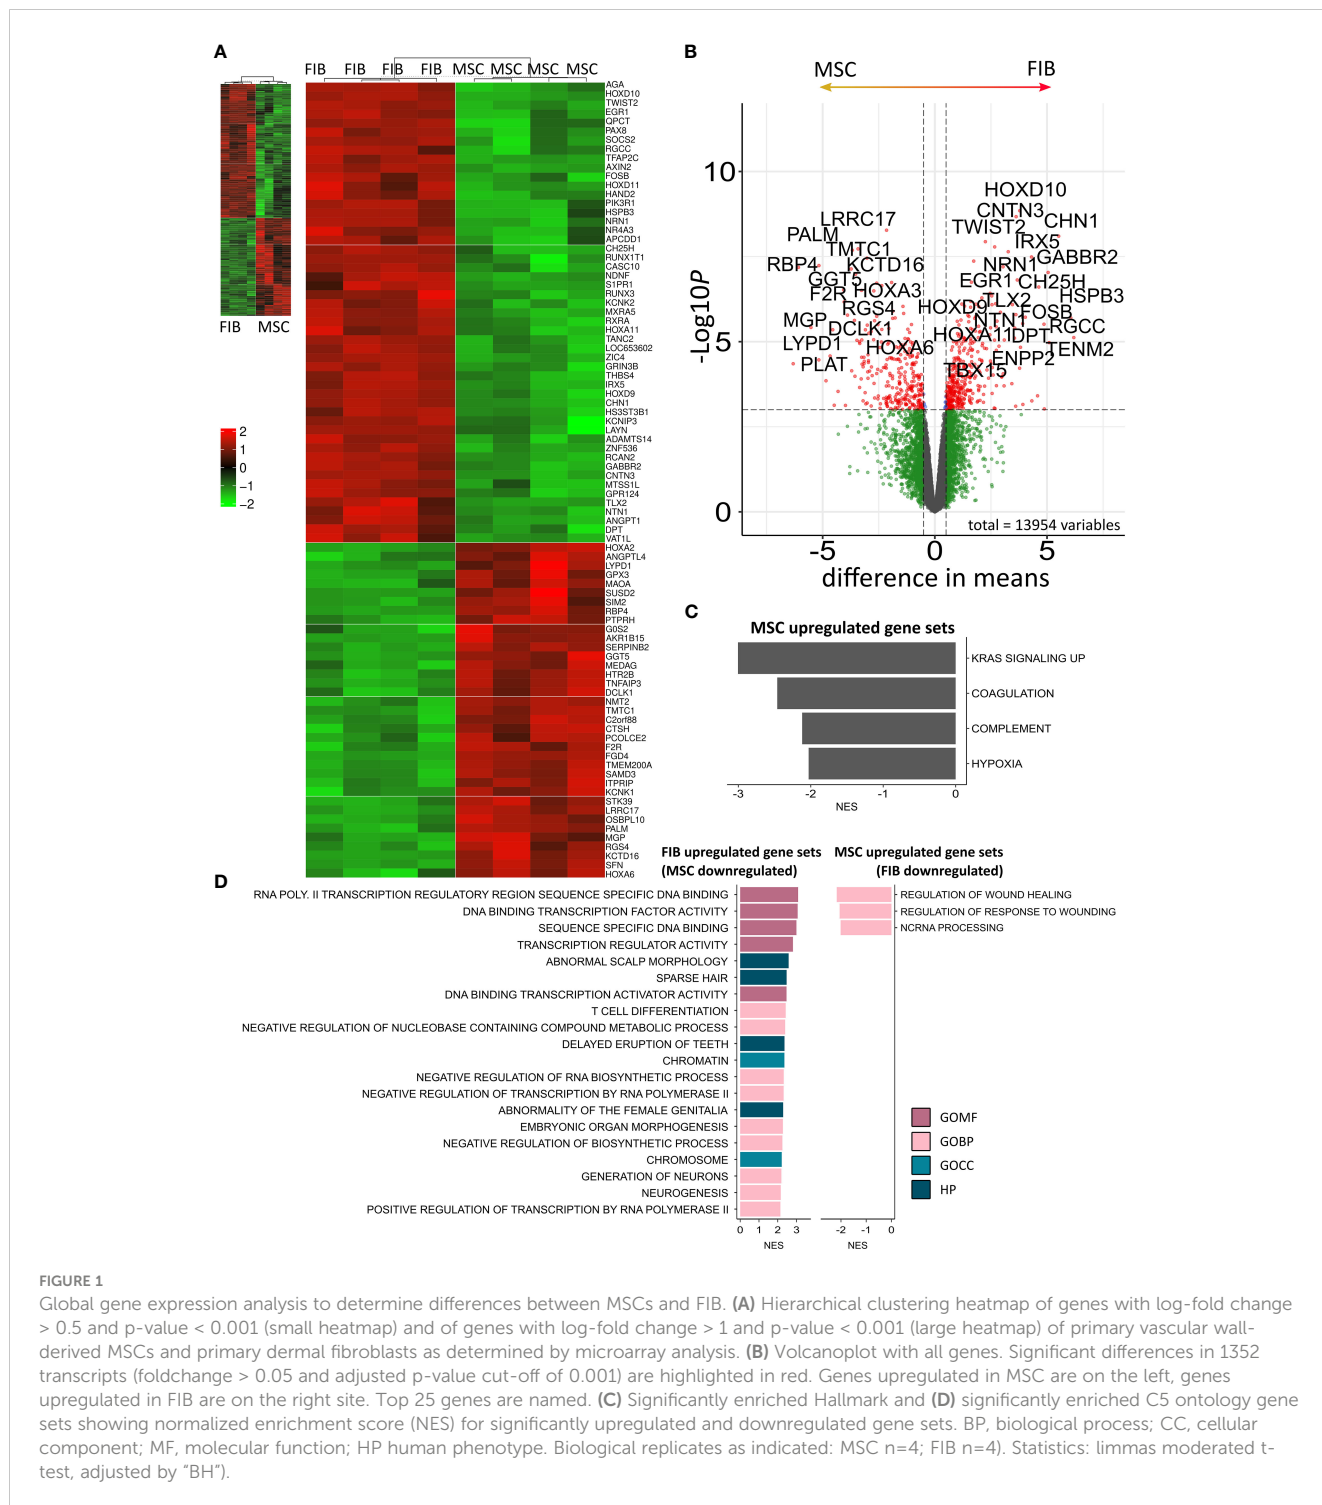 A
FIB FIB FIB FIB MSC MSC MSC MSC
AGA
HOXD10
TWIST2
EGR1
QPCT
PAX8
SOCS2
RGCC
TFAP2C
AXIN2
FOSB
HOXD11
HAND2
PIK3R1
HSPB3
NRN1
NR4A3
APCDD1
CH25H
RUNX1T1
CASC10
NDNF
S1PR1
RUNX3
KCNK2
MXRA5
RXRA
HOXA11
TANC2
LOC653602
ZIC4
GRIN3B
THBS4
IRX5
HOXD9
CHN1
HS3ST3B1
KCNIP3
LAYN
ADAMTS14
ZNF536
RCAN2
GABBR2
CNTN3
MTSS1L
GPR124
TLX2
NTN1
ANGPT1
DPT
VAT1L
HOXA2
ANGPTL4
LYPD1
GPX3
MAOA
SUSD2
SIM2
RBP4
PTPRH
G0S2
AKR1B15
SERPINB2
GGT5
MEDAG
HTR2B
TNFAIP3
DCLK1
NMT2
TMTC1
C2orf88
CTSH
PCOLCE2
F2R
FGD4
TMEM200A
SAMD3
ITPRIP
KCNK1
STK39
LRRC17
OSBPL10
PALM
MGP
RGS4
KCTD16
SFN
HOXA6
FIB MSC
2
1
0
−1
−2
B
MSC FIB
-Log10P
10
5
0
HOXD10
CNTN3
LRRC17
CHN1
TWIST2
PALM
IRX5
TMTC1
GABBR2
RBP4
KCTD16
NRN1
GGT5
EGR1
CH25H
F2R
HOXA3
TLX2
HSPB3
RGS4
HOXD9
FOSB
MGP
NTN1
DCLK1
RGCC
HOXA11
DPT
LYPD1
HOXA6
TENM2
PLAT
ENPP2
TBX15
total = 13954 variables
-5 0 5
difference in means
C
MSC upregulated gene sets
KRAS SIGNALING UP
COAGULATION
COMPLEMENT
HYPOXIA
-3 -2 -1 0
NES
D
FIB upregulated gene sets
(MSC downregulated)
MSC upregulated gene sets
(FIB downregulated)
RNA POLY. II TRANSCRIPTION REGULATORY REGION SEQUENCE SPECIFIC DNA BINDING
DNA BINDING TRANSCRIPTION FACTOR ACTIVITY
SEQUENCE SPECIFIC DNA BINDING
TRANSCRIPTION REGULATOR ACTIVITY
ABNORMAL SCALP MORPHOLOGY
SPARSE HAIR
DNA BINDING TRANSCRIPTION ACTIVATOR ACTIVITY
T CELL DIFFERENTIATION
NEGATIVE REGULATION OF NUCLEOBASE CONTAINING COMPOUND METABOLIC PROCESS
DELAYED ERUPTION OF TEETH
CHROMATIN
NEGATIVE REGULATION OF RNA BIOSYNTHETIC PROCESS
NEGATIVE REGULATION OF TRANSCRIPTION BY RNA POLYMERASE II
ABNORMALITY OF THE FEMALE GENITALIA
EMBRYONIC ORGAN MORPHOGENESIS
NEGATIVE REGULATION OF BIOSYNTHETIC PROCESS
CHROMOSOME
GENERATION OF NEURONS
NEUROGENESIS
POSITIVE REGULATION OF TRANSCRIPTION BY RNA POLYMERASE II
0 1 2 3
NES
REGULATION OF WOUND HEALING
REGULATION OF RESPONSE TO WOUNDING
NCRNA PROCESSING
-2 -1 0
NES
GOMF
GOBP
GOCC
HP
FIGURE 1
Global gene expression analysis to determine differences between MSCs and FIB. (A) Hierarchical clustering heatmap of genes with log-fold change
> 0.5 and p-value < 0.001 (small heatmap) and of genes with log-fold change > 1 and p-value < 0.001 (large heatmap) of primary vascular wall-
derived MSCs and primary dermal fibroblasts as determined by microarray analysis. (B) Volcanoplot with all genes. Significant differences in 1352
transcripts (foldchange > 0.05 and adjusted p-value cut-off of 0.001) are highlighted in red. Genes upregulated in MSC are on the left, genes
upregulated in FIB are on the right site. Top 25 genes are named. (C) Significantly enriched Hallmark and (D) significantly enriched C5 ontology gene
sets showing normalized enrichment score (NES) for significantly upregulated and downregulated gene sets. BP, biological process; CC, cellular
component; MF, molecular function; HP human phenotype. Biological replicates as indicated: MSC n=4; FIB n=4). Statistics: limmas moderated t-
test, adjusted by “BH”).